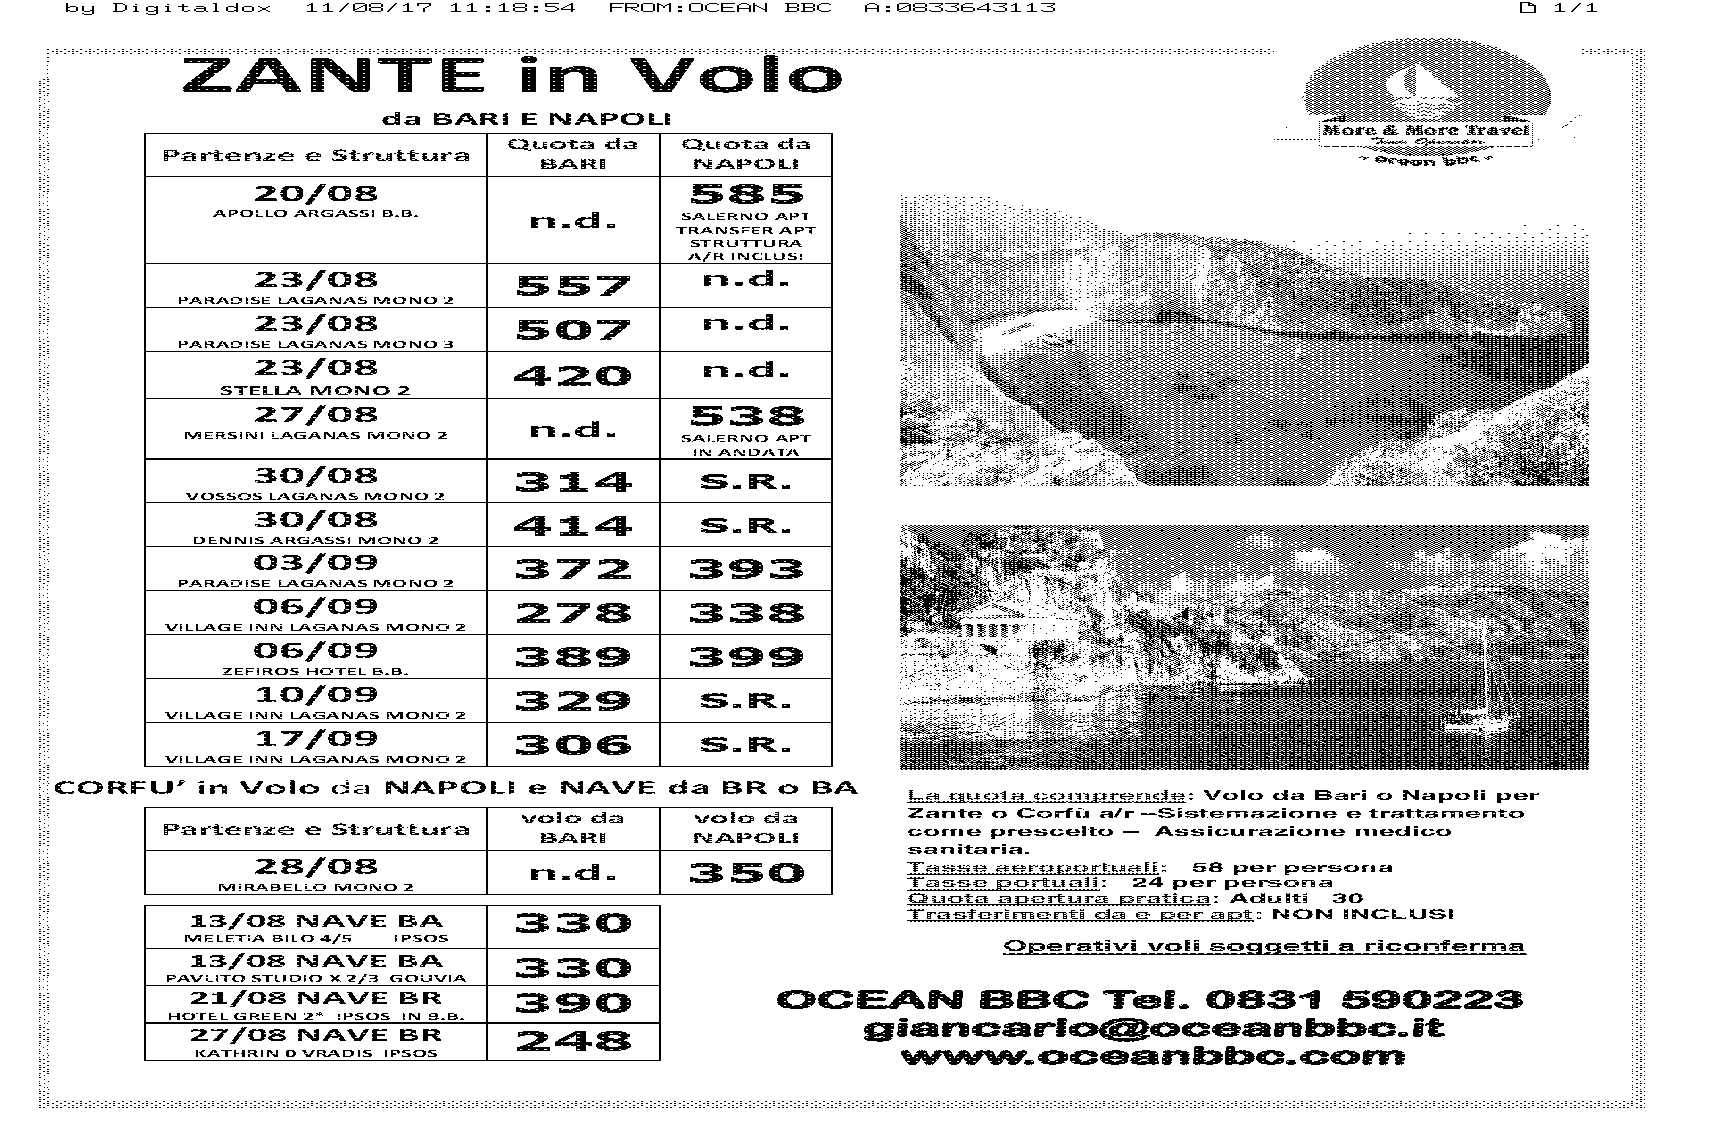 by Digitaldox 11/08/17 11:18:54 FROM:OCEAN BBC A:0833643113 1/1
ZANTE in Volo
da BARI E NAPOLI
More & More Travel
Tour Operator
Ocean bbc
Partenze e Struttura Quota da BARI Quota da NAPOLI
20/08 n.d. 585
APOLLO ARGASSI B.B. SALERNO APT
TRANSFER APT
STRUTTURA
A/R INCLUSI
23/08 557 n.d.
PARADISE LAGANAS MONO 2
23/08 507 n.d.
PARADISE LAGANAS MONO 3
23/08 420 n.d.
STELLA MONO 2
27/08 n.d. 538
MERSINI LAGANAS MONO 2 SALERNO APT
IN ANDATA
30/08 314 S.R.
VOSSOS LAGANAS MONO 2
30/08 414 S.R.
DENNIS ARGASSI MONO 2
03/09 372 393
PARADISE LAGANAS MONO 2
06/09 278 338
VILLAGE INN LAGANAS MONO 2
06/09 389 399
ZEFIROS HOTEL B.B.
10/09 329 S.R.
VILLAGE INN LAGANAS MONO 2
17/09 306 S.R.
VILLAGE INN LAGANAS MONO 2
CORFU' in Volo da NAPOLI e NAVE da BR o BA
Partenze e Struttura volo da BARI volo da NAPOLI
28/08 n.d. 350
MIRABELLO MONO 2
13/08 NAVE BA 330
MELETIA BILO 4/5 IPSOS
13/08 NAVE BA 330
PAVLITO STUDIO X 2/3 GOUVIA
21/08 NAVE BR 390
HOTEL GREEN 2* IPSOS IN B.B.
27/08 NAVE BR 248
KATHRIN O VRADIS IPSOS
La quota comprende: Volo da Bari o Napoli per
Zante o Corfù a/r –Sistemazione e trattamento
come prescelto – Assicurazione medico
sanitaria.
Tasse aeroportuali: 58 per persona
Tasse portuali: 24 per persona
Quota apertura pratica: Adulti 30
Trasferimenti da e per apt: NON INCLUSI
Operativi voli soggetti a riconferma
OCEAN BBC Tel. 0831 590223
giancarlo@oceanbbc.it
www.oceanbbc.com